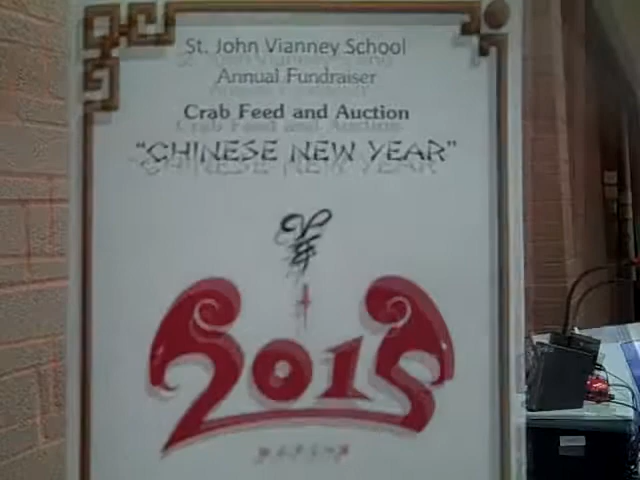 St. John Vianney School
Annual Fundraiser
Crab Feed and Auction
"CHINESE NEW YEAR"
2015